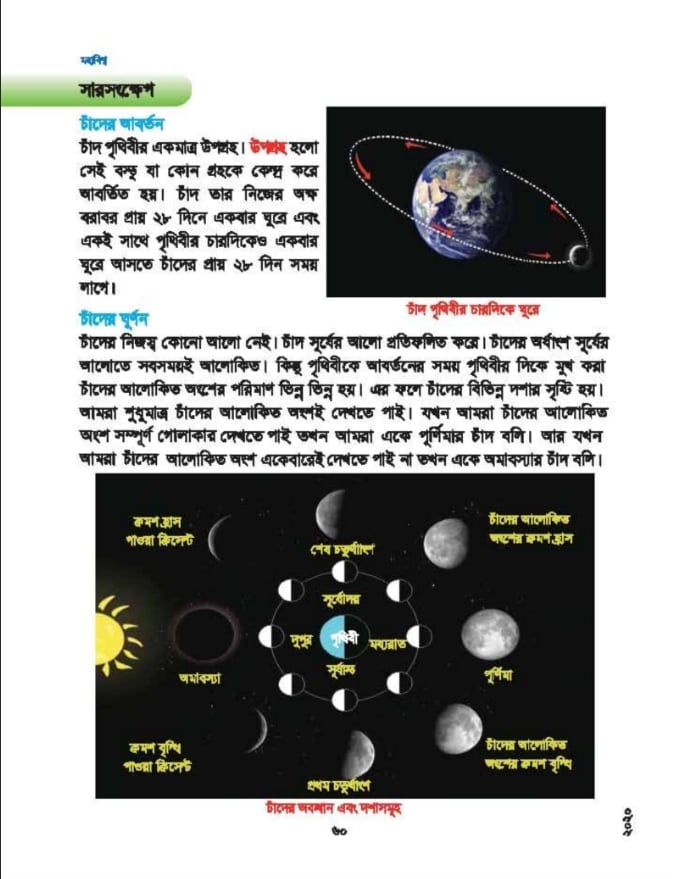 মহাবিশ্ব
সারসংক্ষেপ
চাঁদের আবর্তন
চাঁদ পৃথিবীর একমাত্র উপগ্রহ। উপগ্রহ হলো
সেই বস্তু যা কোন গ্রহকে কেন্দ্র করে
আবর্তিত হয়। চাঁদ তার নিজের অক্ষ
বরাবর প্রায় ২৮ দিনে একবার ঘুরে এবং
একই সাথে পৃথিবীর চারদিকেও একবার
ঘুরে আসতে চাঁদের প্রায় ২৮ দিন সময়
লাগে।
চাঁদ পৃথিবীর চারদিকে ঘুরে
চাঁদের ঘূর্ণন
চাঁদের নিজস্ব কোনো আলো নেই। চাঁদ সূর্যের আলো প্রতিফলিত করে। চাঁদের অর্ধাংশ সূর্যের
আলোতে সবসময়ই আলোকিত। কিন্তু পৃথিবীকে আবর্তনের সময় পৃথিবীর দিকে মুখ করা
চাঁদের আলোকিত অংশের পরিমাণ ভিন্ন ভিন্ন হয়। এর ফলে চাঁদের বিভিন্ন দশার সৃষ্টি হয়।
আমরা শুধুমাত্র চাঁদের আলোকিত অংশই দেখতে পাই। যখন আমরা চাঁদের আলোকিত
অংশ সম্পূর্ণ গোলাকার দেখতে পাই তখন আমরা একে পূর্ণিমার চাঁদ বলি। আর যখন
আমরা চাঁদের আলোকিত অংশ একেবারেই দেখতে পাই না তখন একে অমাবস্যার চাঁদ বলি।
ক্রমশ হ্রাস
পাওয়া ক্রিসেন্ট
শেষ চতুর্থাংশ
চাঁদের আলোকিত
অংশের ক্রমশ হ্রাস
সূর্যোদয়
দুপুর
পৃথিবী
মধ্যরাত
সূর্যাস্ত
অমাবস্যা
পূর্ণিমা
ক্রমশ বৃদ্ধি
পাওয়া ক্রিসেন্ট
প্রথম চতুর্থাংশ
চাঁদের আলোকিত
অংশের ক্রমশ বৃদ্ধি
চাঁদের অবস্থান এবং দশাসমূহ
৬০
২০২০